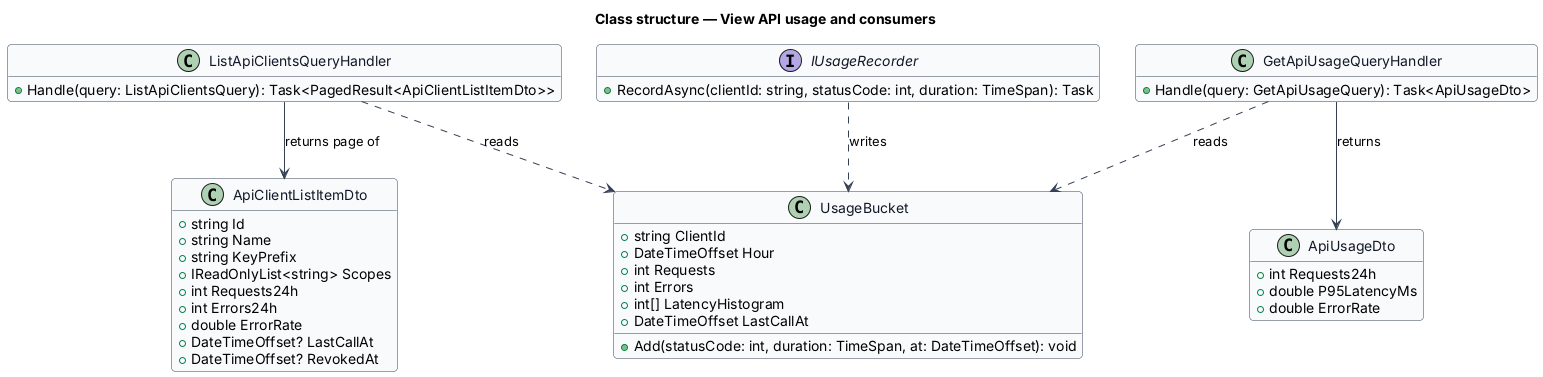 Class structure — View API usage and consumers
C ListApiClientsQueryHandler
Handle(query: ListApiClientsQuery): Task<PagedResult<ApiClientListItemDto>>
I IUsageRecorder
RecordAsync(clientId: string, statusCode: int, duration: TimeSpan): Task
C GetApiUsageQueryHandler
Handle(query: GetApiUsageQuery): Task<ApiUsageDto>
returns page of
reads
writes
reads
returns
C ApiClientListItemDto
string Id
string Name
string KeyPrefix
IReadOnlyList<string> Scopes
int Requests24h
int Errors24h
double ErrorRate
DateTimeOffset? LastCallAt
DateTimeOffset? RevokedAt
C UsageBucket
string ClientId
DateTimeOffset Hour
int Requests
int Errors
int[] LatencyHistogram
DateTimeOffset LastCallAt
Add(statusCode: int, duration: TimeSpan, at: DateTimeOffset): void
C ApiUsageDto
int Requests24h
double P95LatencyMs
double ErrorRate